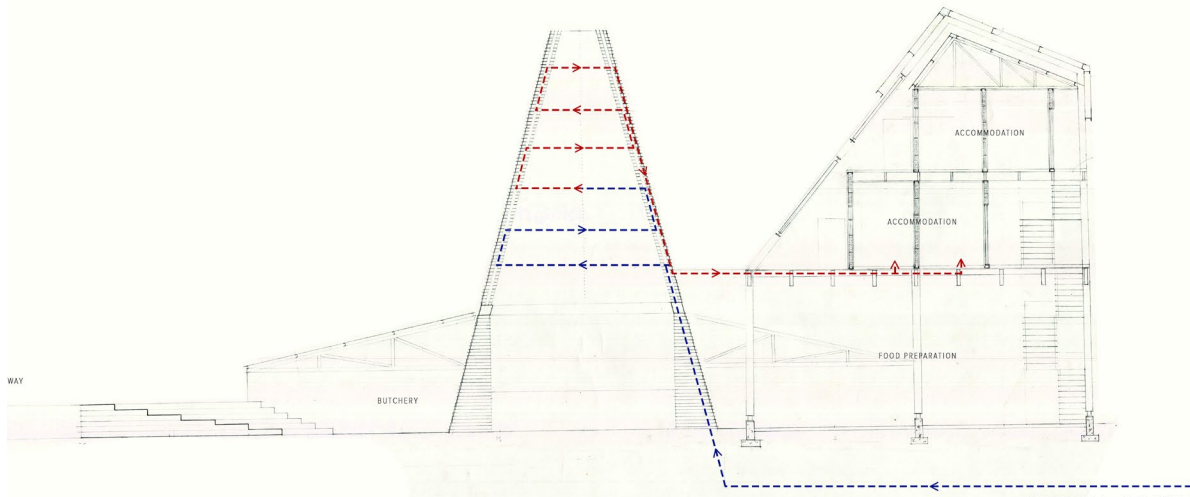 ACCOMMODATION
ACCOMMODATION
FOOD PREPARATION
WAY
BUTCHERY